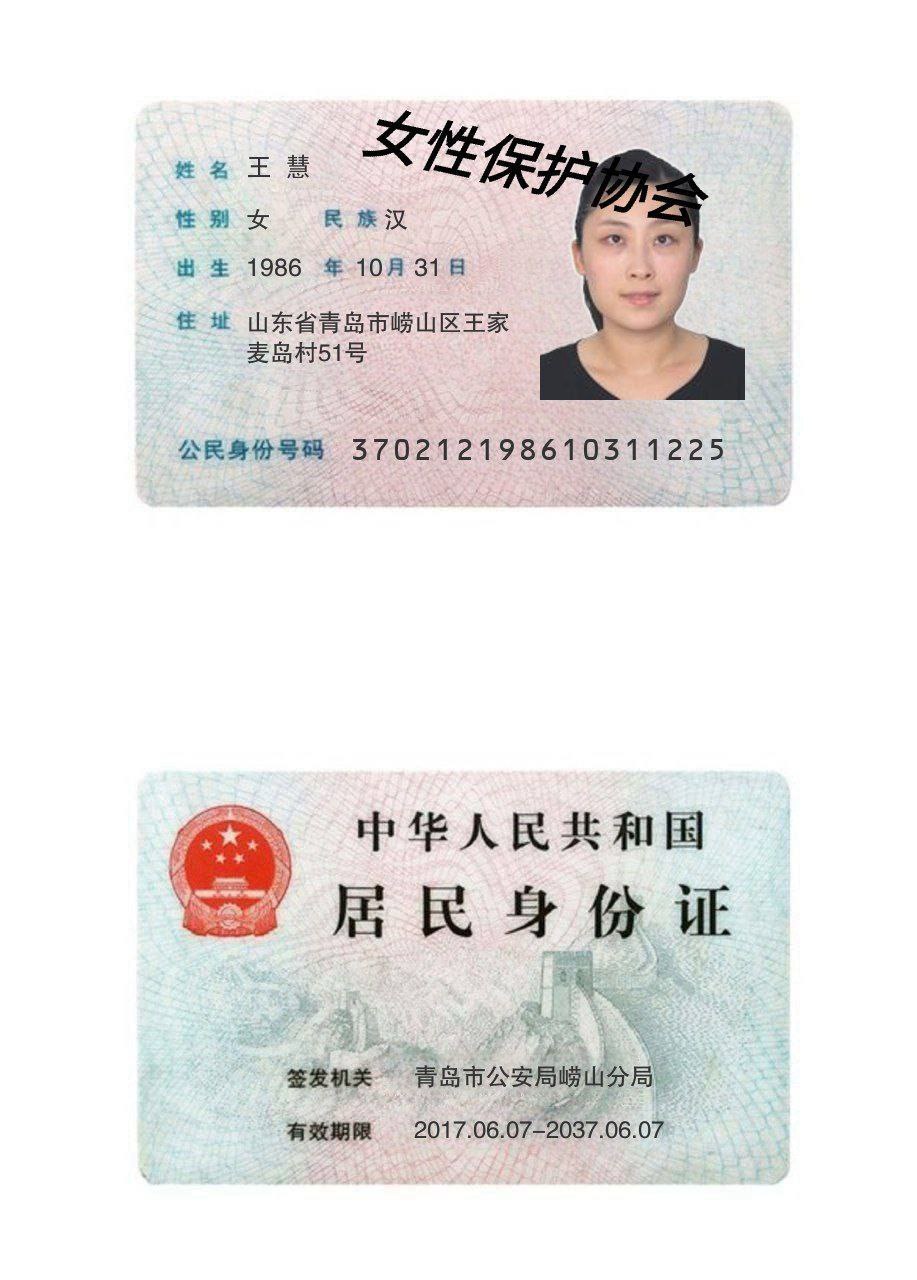 女性保护协会
姓名 王慧
性别 女 民族 汉
出生 1986 年 10 月 31 日
住址 山东省青岛市崂山区王家
麦岛村51号
公民身份号码 370212198610311225
中华人民共和国
居民身份证
签发机关 青岛市公安局崂山分局
有效期限 2017.06.07-2037.06.07